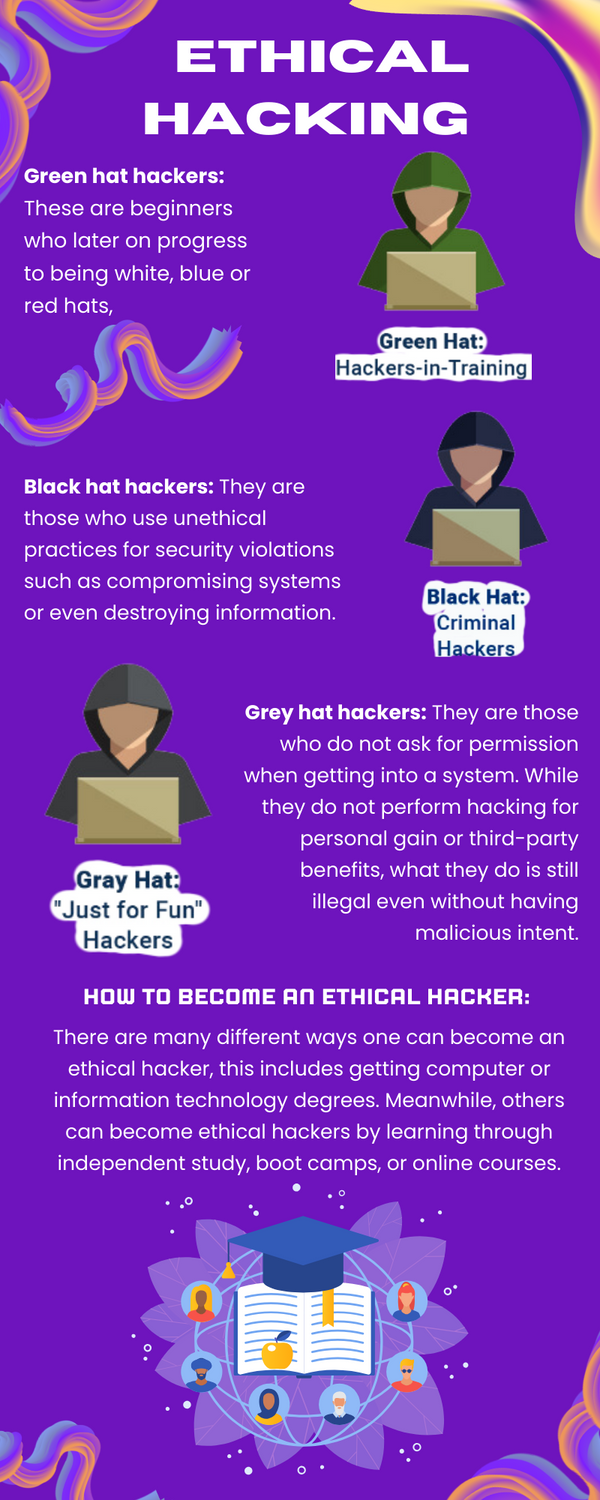 ETHICAL
HACKING
Green hat hackers:
These are beginners
who later on progress
to being white, blue or
red hats,
Green Hat:
Hackers-in-Training
Black hat hackers: They are
those who use unethical
practices for security violations
such as compromising systems
or even destroying information.
Black Hat:
Criminal
Hackers
Grey hat hackers: They are those
who do not ask for permission
when getting into a system. While
they do not perform hacking for
personal gain or third-party
benefits, what they do is still
illegal even without having
malicious intent.
Gray Hat:
"Just for Fun"
Hackers
HOW TO BECOME AN ETHICAL HACKER:
There are many different ways one can become an
ethical hacker, this includes getting computer or
information technology degrees. Meanwhile, others
can become ethical hackers by learning through
independent study, boot camps, or online courses.